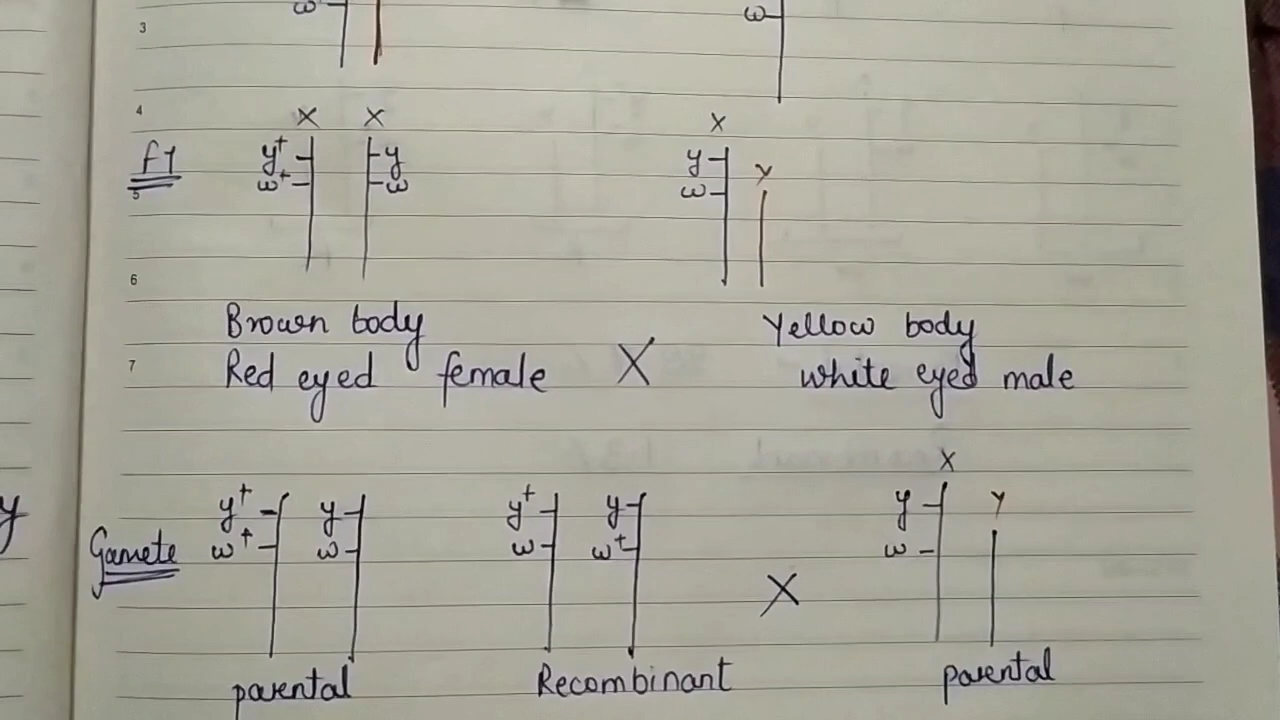 3
ω
ω
4
X X
X
F1
y+ y
y
Y
ω+ ω
ω
5
6
Brown body
Yellow body
7
Red eyed female X white eyed male
X
y+ y y+ y y Y
y
Gamete
ω+ ω ω ω+ ω
X
parental Recombinant parental